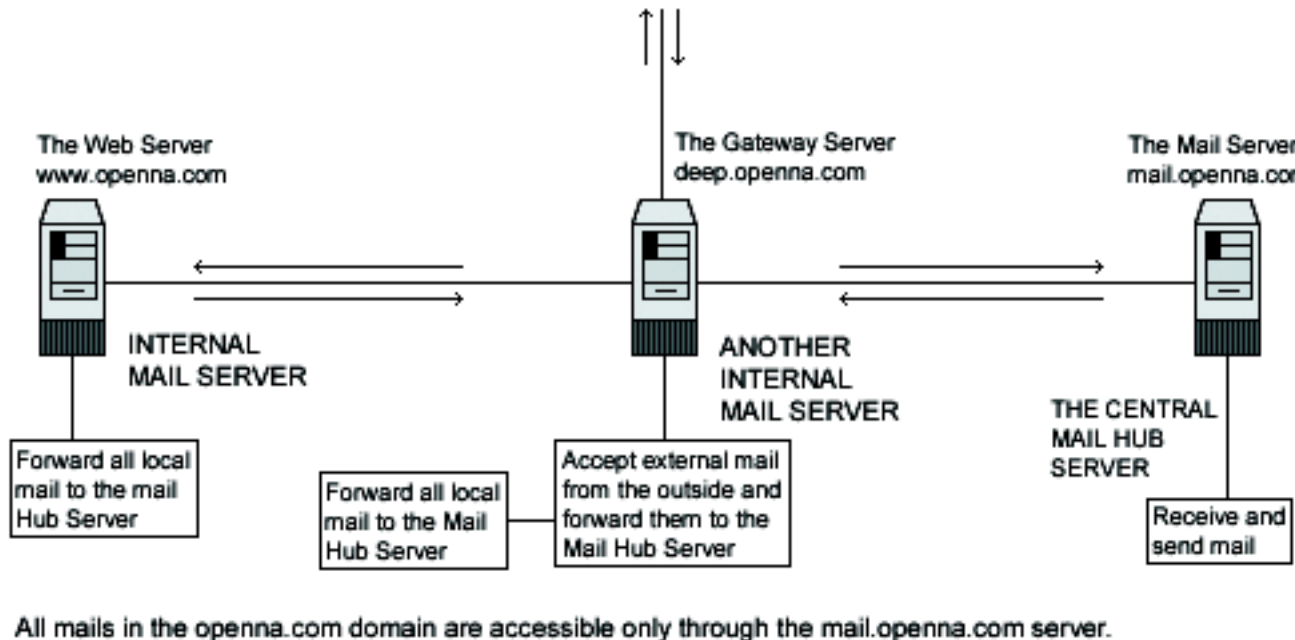 The Web Server
www.openna.com
The Gateway Server
deep.openna.com
The Mail Server
mail.openna.com
INTERNAL
MAIL SERVER
ANOTHER
INTERNAL
MAIL SERVER
THE CENTRAL
MAIL HUB
SERVER
Forward all local
mail to the mail
Hub Server
Forward all local
mail to the Mail
Hub Server
Accept external mail
from the outside and
forward them to the
Mail Hub Server
Receive and
send mail
All mails in the openna.com domain are accessible only through the mail.openna.com server.